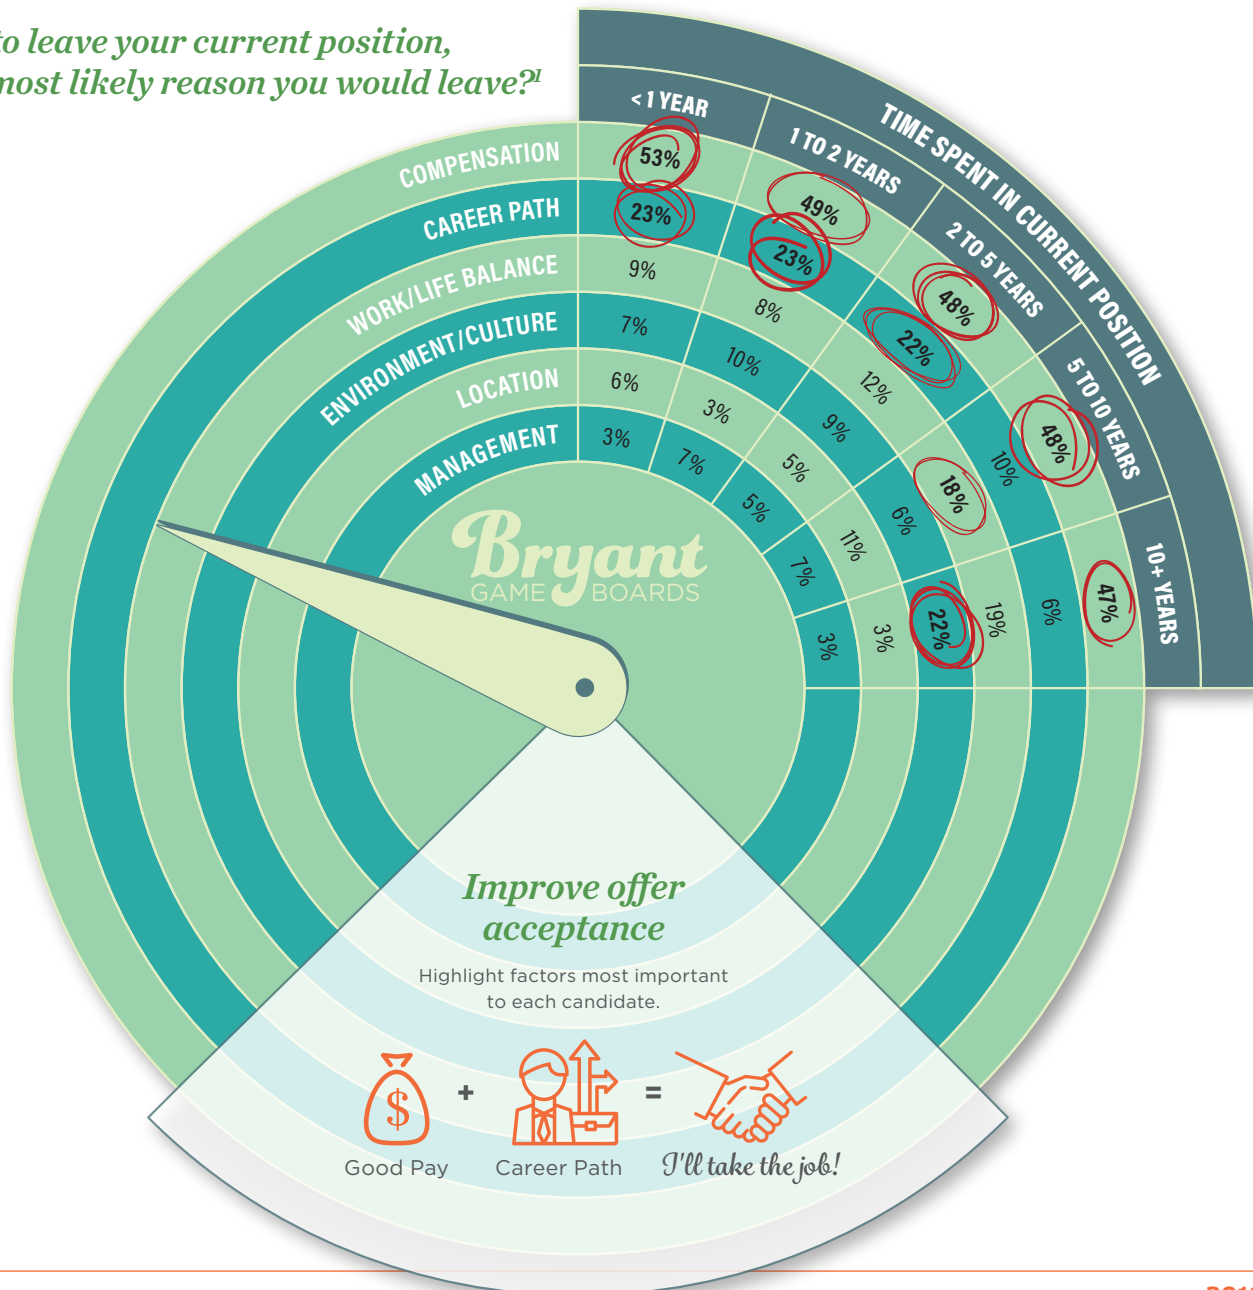 to leave your current position,
most likely reason you would leave?1
TIME SPENT IN CURRENT POSITION
< 1 YEAR
1 TO 2 YEARS
2 TO 5 YEARS
5 TO 10 YEARS
10+ YEARS
COMPENSATION
53%
49%
48%
48%
47%
CAREER PATH
23%
23%
22%
10%
6%
WORK/LIFE BALANCE
9%
8%
12%
18%
19%
ENVIRONMENT/CULTURE
7%
10%
9%
6%
22%
LOCATION
6%
3%
5%
11%
3%
MANAGEMENT
3%
7%
5%
7%
3%
Bryant
GAME BOARDS
Improve offer
acceptance
Highlight factors most important
to each candidate.
$
+
=
Good Pay
Career Path
I'll take the job!